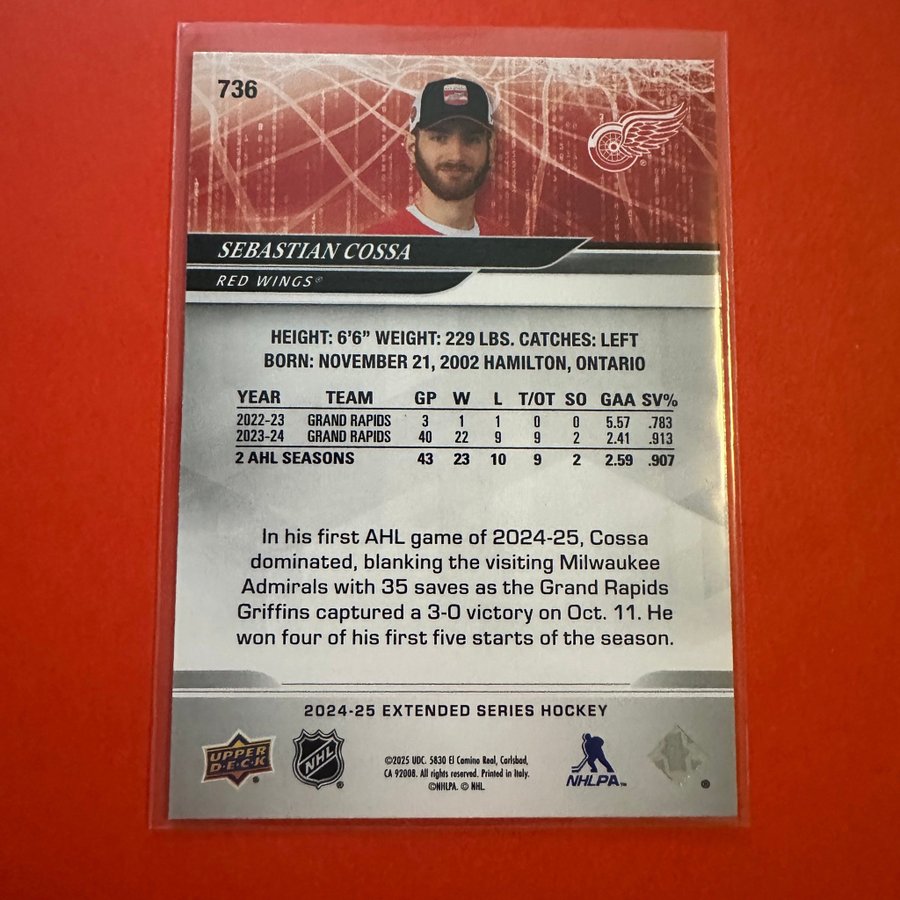 736
SEBASTIAN COSSA
RED WINGS®
HEIGHT: 6'6" WEIGHT: 229 LBS. CATCHES: LEFT
BORN: NOVEMBER 21, 2002 HAMILTON, ONTARIO
YEAR TEAM GP W L T/OT SO GAA SV%
2022-23 GRAND RAPIDS 3 1 1 0 0 5.57 .783
2023-24 GRAND RAPIDS 40 22 9 9 2 2.41 .913
2 AHL SEASONS 43 23 10 9 2 2.59 .907
In his first AHL game of 2024-25, Cossa
dominated, blanking the visiting Milwaukee
Admirals with 35 saves as the Grand Rapids
Griffins captured a 3-0 victory on Oct. 11. He
won four of his first five starts of the season.
2024-25 EXTENDED SERIES HOCKEY
UPPER
D·E·C·K ®
NHL ®
©2025 UDC. 5830 El Camino Real, Carlsbad,
CA 92008. All rights reserved. Printed in Italy.
©NHLPA. © NHL.
NHLPA™
®